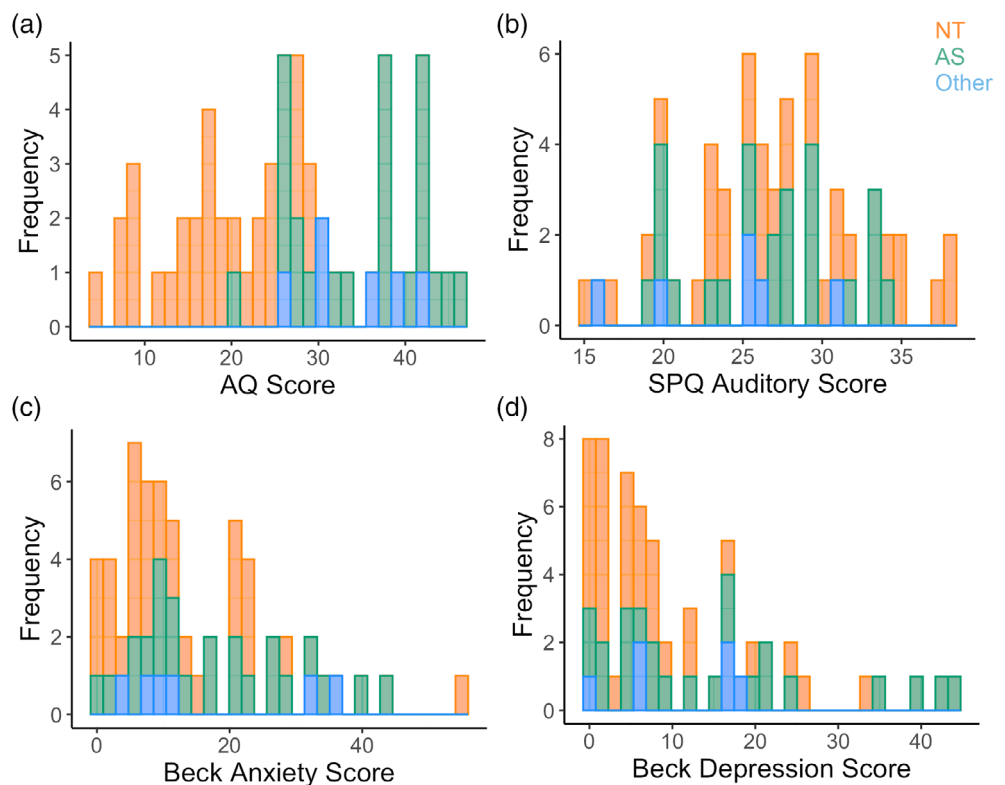 (a)
5
4
3
2
1
0
Frequency
10 20 30 40
AQ Score
(b)
NT
AS
Other
6
4
2
0
Frequency
15 20 25 30 35
SPQ Auditory Score
(c)
6
4
2
0
Frequency
0 20 40
Beck Anxiety Score
(d)
8
6
4
2
0
Frequency
0 10 20 30 40
Beck Depression Score